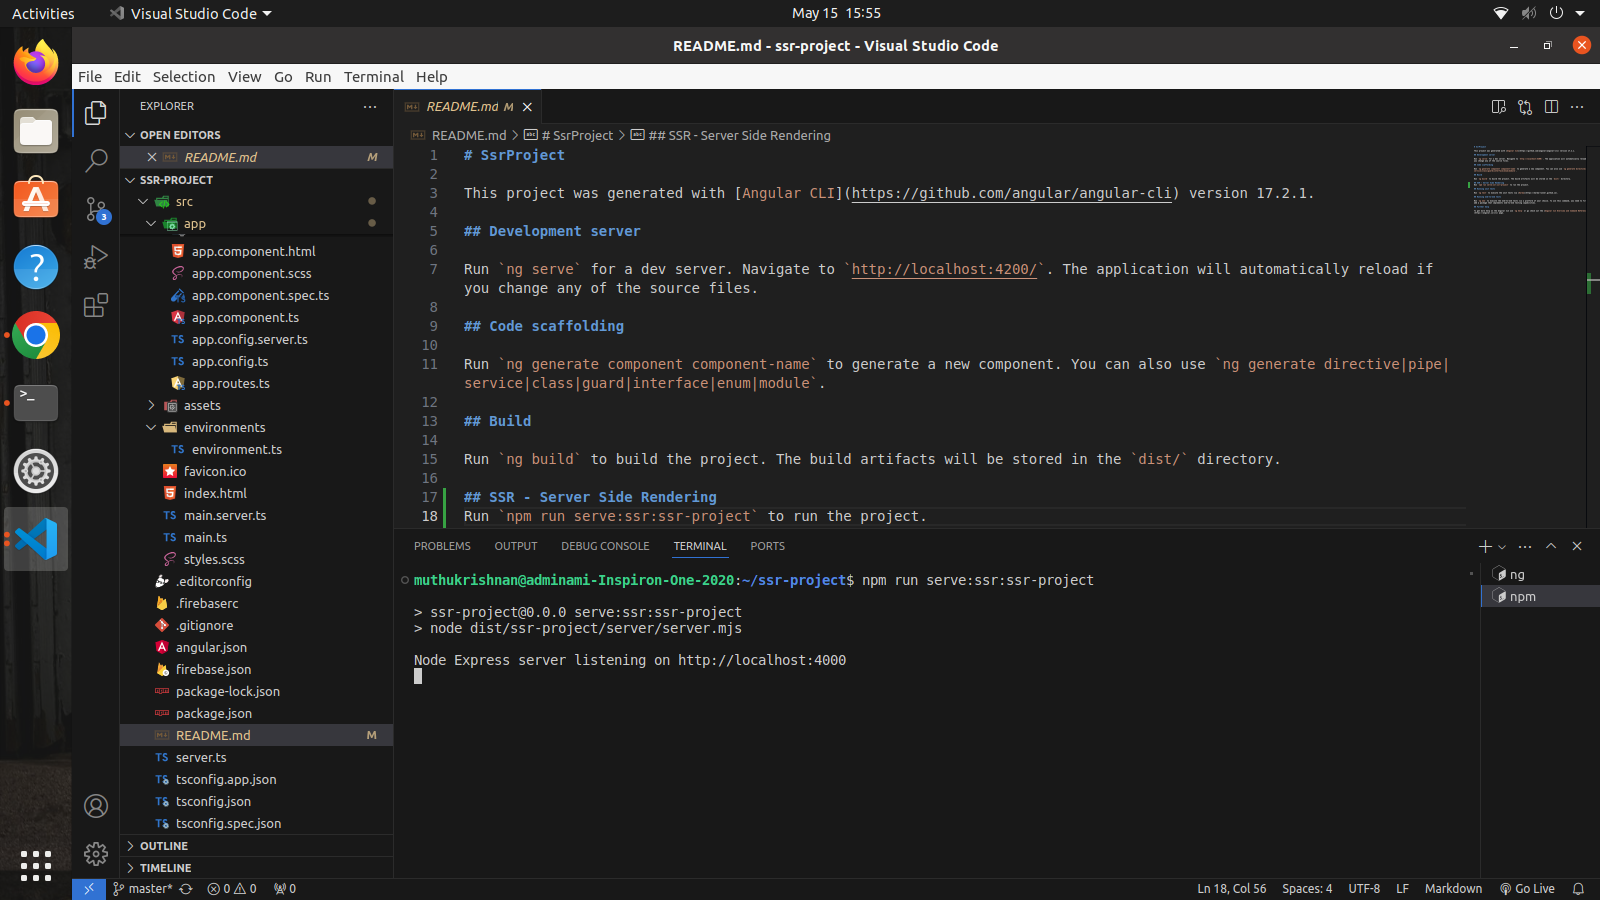 Activities
Visual Studio Code
May 15 15:55
README.md - ssr-project - Visual Studio Code
File Edit Selection View Go Run Terminal Help
EXPLORER
OPEN EDITORS
README.md M
SSR-PROJECT
src
app
app.component.html
app.component.scss
app.component.spec.ts
app.component.ts
TS app.config.server.ts
TS app.config.ts
app.routes.ts
assets
environments
TS environment.ts
favicon.ico
index.html
TS main.server.ts
TS main.ts
styles.scss
.editorconfig
.firebaserc
.gitignore
angular.json
firebase.json
package-lock.json
package.json
README.md M
TS server.ts
TS tsconfig.app.json
TS tsconfig.json
TS tsconfig.spec.json
OUTLINE
TIMELINE
3
README.md M
README.md > # SsrProject > ## SSR - Server Side Rendering
1 # SsrProject
2
3 This project was generated with [Angular CLI](https://github.com/angular/angular-cli) version 17.2.1.
4
5 ## Development server
6
7 Run `ng serve` for a dev server. Navigate to `http://localhost:4200/`. The application will automatically reload if
you change any of the source files.
8
9 ## Code scaffolding
10
11 Run `ng generate component component-name` to generate a new component. You can also use `ng generate directive|pipe|
service|class|guard|interface|enum|module`.
12
13 ## Build
14
15 Run `ng build` to build the project. The build artifacts will be stored in the `dist/` directory.
16
17 ## SSR - Server Side Rendering
18 Run `npm run serve:ssr:ssr-project` to run the project.
PROBLEMS OUTPUT DEBUG CONSOLE TERMINAL PORTS
muthukrishnan@adminami-Inspiron-One-2020:~/ssr-project$ npm run serve:ssr:ssr-project
> ssr-project@0.0.0 serve:ssr:ssr-project
> node dist/ssr-project/server/server.mjs
Node Express server listening on http://localhost:4000
ng
npm
master* 0 0 0
Ln 18, Col 56 Spaces: 4 UTF-8 LF Markdown Go Live